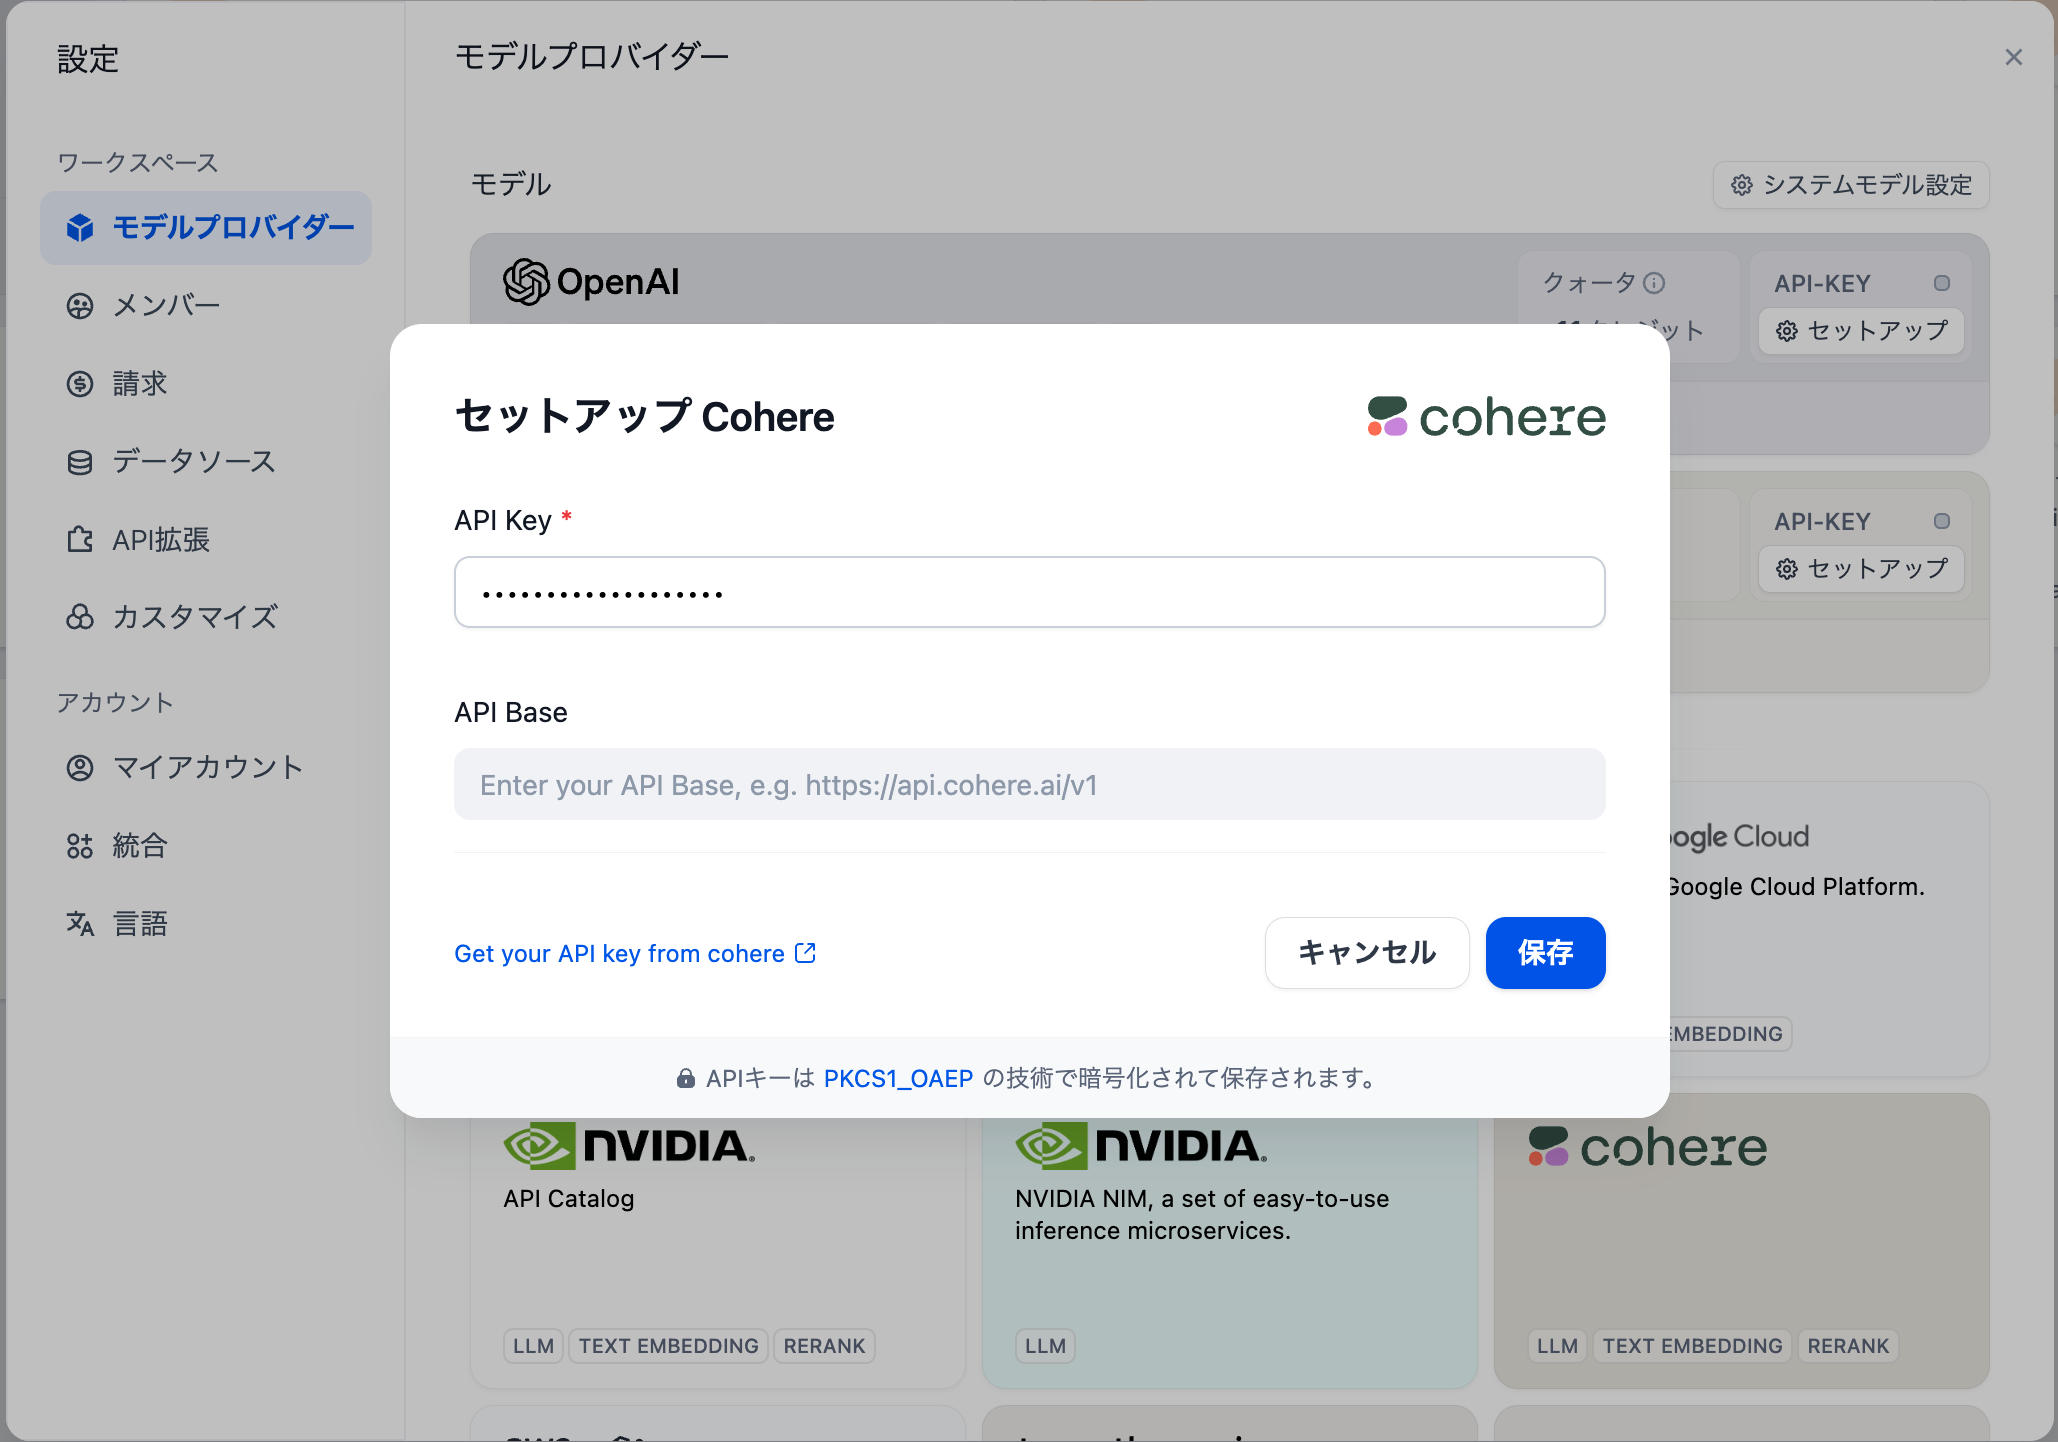 設定
ワークスペース
モデルプロバイダー
メンバー
請求
データソース
API拡張
カスタマイズ
アカウント
マイアカウント
統合
言語
モデルプロバイダー
モデル
システムモデル設定
OpenAI
クォータ
API-KEY
セットアップ
API-KEY
セットアップ
セットアップ Cohere
cohere
API Key *
•••••••••••••••••••
API Base
Enter your API Base, e.g. https://api.cohere.ai/v1
Get your API key from cohere
キャンセル
保存
APIキーは PKCS1_OAEP の技術で暗号化されて保存されます。
Cloud
Google Cloud Platform.
EMBEDDING
NVIDIA.
API Catalog
LLM TEXT EMBEDDING RERANK
NVIDIA.
NVIDIA NIM, a set of easy-to-use
inference microservices.
LLM
cohere
LLM TEXT EMBEDDING RERANK